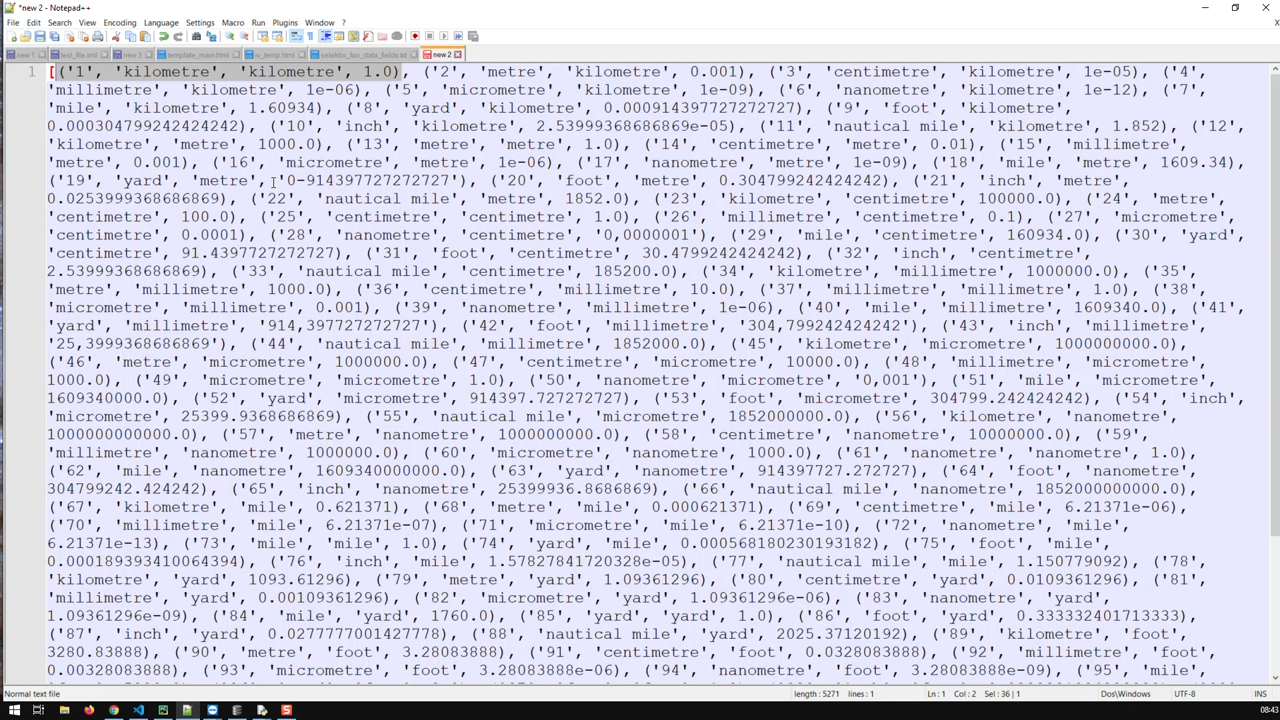 *new 2 - Notepad++
File Edit Search View Encoding Language Settings Macro Run Plugins Window ?
new 1 test_file.xml new 3 template_mass.html iw_temp.html selektor_fan_data_fields.txt new 2
1 [('1', 'kilometre', 'kilometre', 1.0), ('2', 'metre', 'kilometre', 0.001), ('3', 'centimetre', 'kilometre', 1e-05), ('4',
'millimetre', 'kilometre', 1e-06), ('5', 'micrometre', 'kilometre', 1e-09), ('6', 'nanometre', 'kilometre', 1e-12), ('7',
'mile', 'kilometre', 1.60934), ('8', 'yard', 'kilometre', 0.000914397727272727), ('9', 'foot', 'kilometre',
0.000304799242424242), ('10', 'inch', 'kilometre', 2.53999368686869e-05), ('11', 'nautical mile', 'kilometre', 1.852), ('12',
'kilometre', 'metre', 1000.0), ('13', 'metre', 'metre', 1.0), ('14', 'centimetre', 'metre', 0.01), ('15', 'millimetre',
'metre', 0.001), ('16', 'micrometre', 'metre', 1e-06), ('17', 'nanometre', 'metre', 1e-09), ('18', 'mile', 'metre', 1609.34),
('19', 'yard', 'metre', '0-914397727272727'), ('20', 'foot', 'metre', 0.304799242424242), ('21', 'inch', 'metre',
0.0253999368686869), ('22', 'nautical mile', 'metre', 1852.0), ('23', 'kilometre', 'centimetre', 100000.0), ('24', 'metre',
'centimetre', 100.0), ('25', 'centimetre', 'centimetre', 1.0), ('26', 'millimetre', 'centimetre', 0.1), ('27', 'micrometre',
'centimetre', 0.0001), ('28', 'nanometre', 'centimetre', '0,0000001'), ('29', 'mile', 'centimetre', 160934.0), ('30', 'yard',
'centimetre', 91.4397727272727), ('31', 'foot', 'centimetre', 30.4799242424242), ('32', 'inch', 'centimetre',
2.53999368686869), ('33', 'nautical mile', 'centimetre', 185200.0), ('34', 'kilometre', 'millimetre', 1000000.0), ('35',
'metre', 'millimetre', 1000.0), ('36', 'centimetre', 'millimetre', 10.0), ('37', 'millimetre', 'millimetre', 1.0), ('38',
'micrometre', 'millimetre', 0.001), ('39', 'nanometre', 'millimetre', 1e-06), ('40', 'mile', 'millimetre', 1609340.0), ('41',
'yard', 'millimetre', '914,397727272727'), ('42', 'foot', 'millimetre', '304,799242424242'), ('43', 'inch', 'millimetre',
'25,3999368686869'), ('44', 'nautical mile', 'millimetre', 1852000.0), ('45', 'kilometre', 'micrometre', 1000000000.0),
('46', 'metre', 'micrometre', 1000000.0), ('47', 'centimetre', 'micrometre', 10000.0), ('48', 'millimetre', 'micrometre',
1000.0), ('49', 'micrometre', 'micrometre', 1.0), ('50', 'nanometre', 'micrometre', '0,001'), ('51', 'mile', 'micrometre',
1609340000.0), ('52', 'yard', 'micrometre', 914397.727272727), ('53', 'foot', 'micrometre', 304799.242424242), ('54', 'inch',
'micrometre', 25399.9368686869), ('55', 'nautical mile', 'micrometre', 1852000000.0), ('56', 'kilometre', 'nanometre',
1000000000000.0), ('57', 'metre', 'nanometre', 1000000000.0), ('58', 'centimetre', 'nanometre', 10000000.0), ('59',
'millimetre', 'nanometre', 1000000.0), ('60', 'micrometre', 'nanometre', 1000.0), ('61', 'nanometre', 'nanometre', 1.0),
('62', 'mile', 'nanometre', 1609340000000.0), ('63', 'yard', 'nanometre', 914397727.272727), ('64', 'foot', 'nanometre',
304799242.424242), ('65', 'inch', 'nanometre', 25399936.8686869), ('66', 'nautical mile', 'nanometre', 1852000000000.0),
('67', 'kilometre', 'mile', 0.621371), ('68', 'metre', 'mile', 0.000621371), ('69', 'centimetre', 'mile', 6.21371e-06),
('70', 'millimetre', 'mile', 6.21371e-07), ('71', 'micrometre', 'mile', 6.21371e-10), ('72', 'nanometre', 'mile',
6.21371e-13), ('73', 'mile', 'mile', 1.0), ('74', 'yard', 'mile', 0.000568180230193182), ('75', 'foot', 'mile',
0.000189393410064394), ('76', 'inch', 'mile', 1.57827841720328e-05), ('77', 'nautical mile', 'mile', 1.150779092), ('78',
'kilometre', 'yard', 1093.61296), ('79', 'metre', 'yard', 1.09361296), ('80', 'centimetre', 'yard', 0.0109361296), ('81',
'millimetre', 'yard', 0.00109361296), ('82', 'micrometre', 'yard', 1.09361296e-06), ('83', 'nanometre', 'yard',
1.09361296e-09), ('84', 'mile', 'yard', 1760.0), ('85', 'yard', 'yard', 1.0), ('86', 'foot', 'yard', 0.333332401713333),
('87', 'inch', 'yard', 0.0277777001427778), ('88', 'nautical mile', 'yard', 2025.37120192), ('89', 'kilometre', 'foot',
3280.83888), ('90', 'metre', 'foot', 3.28083888), ('91', 'centimetre', 'foot', 0.0328083888), ('92', 'millimetre', 'foot',
0.00328083888), ('93', 'micrometre', 'foot', 3.28083888e-06), ('94', 'nanometre', 'foot', 3.28083888e-09), ('95', 'mile',
Normal text file length : 5271 lines : 1 Ln : 1 Col : 2 Sel : 36 | 1 Dos\Windows UTF-8 INS
08:43